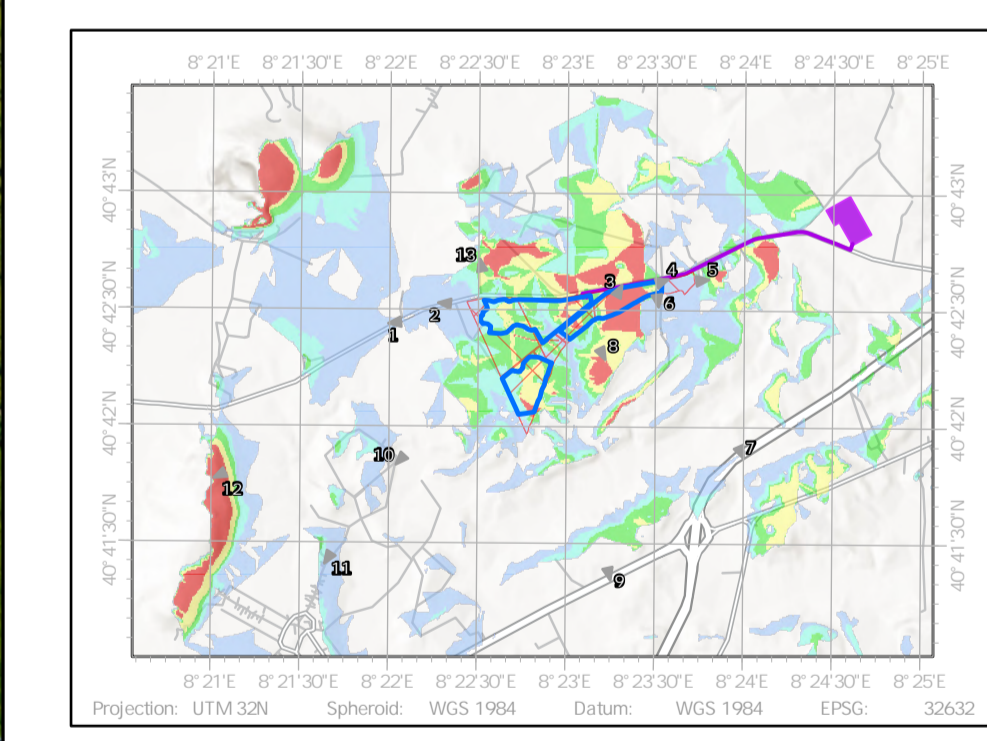 8° 21'E 8° 21'30"E 8° 22'E 8° 22'30"E 8° 23'E 8° 23'30"E 8° 24'E 8° 24'30"E 8° 25'E
40° 43'N 40° 43'N
13
4 5
3
6
2
1
40° 42'30"N 40° 42'30"N
8
40° 42'N 40° 42'N
7
10
12
40° 41'30"N 40° 41'30"N
11
9
8° 21'E 8° 21'30"E 8° 22'E 8° 22'30"E 8° 23'E 8° 23'30"E 8° 24'E 8° 24'30"E 8° 25'E
Projection: UTM 32N Spheroid: WGS 1984 Datum: WGS 1984 EPSG: 32632